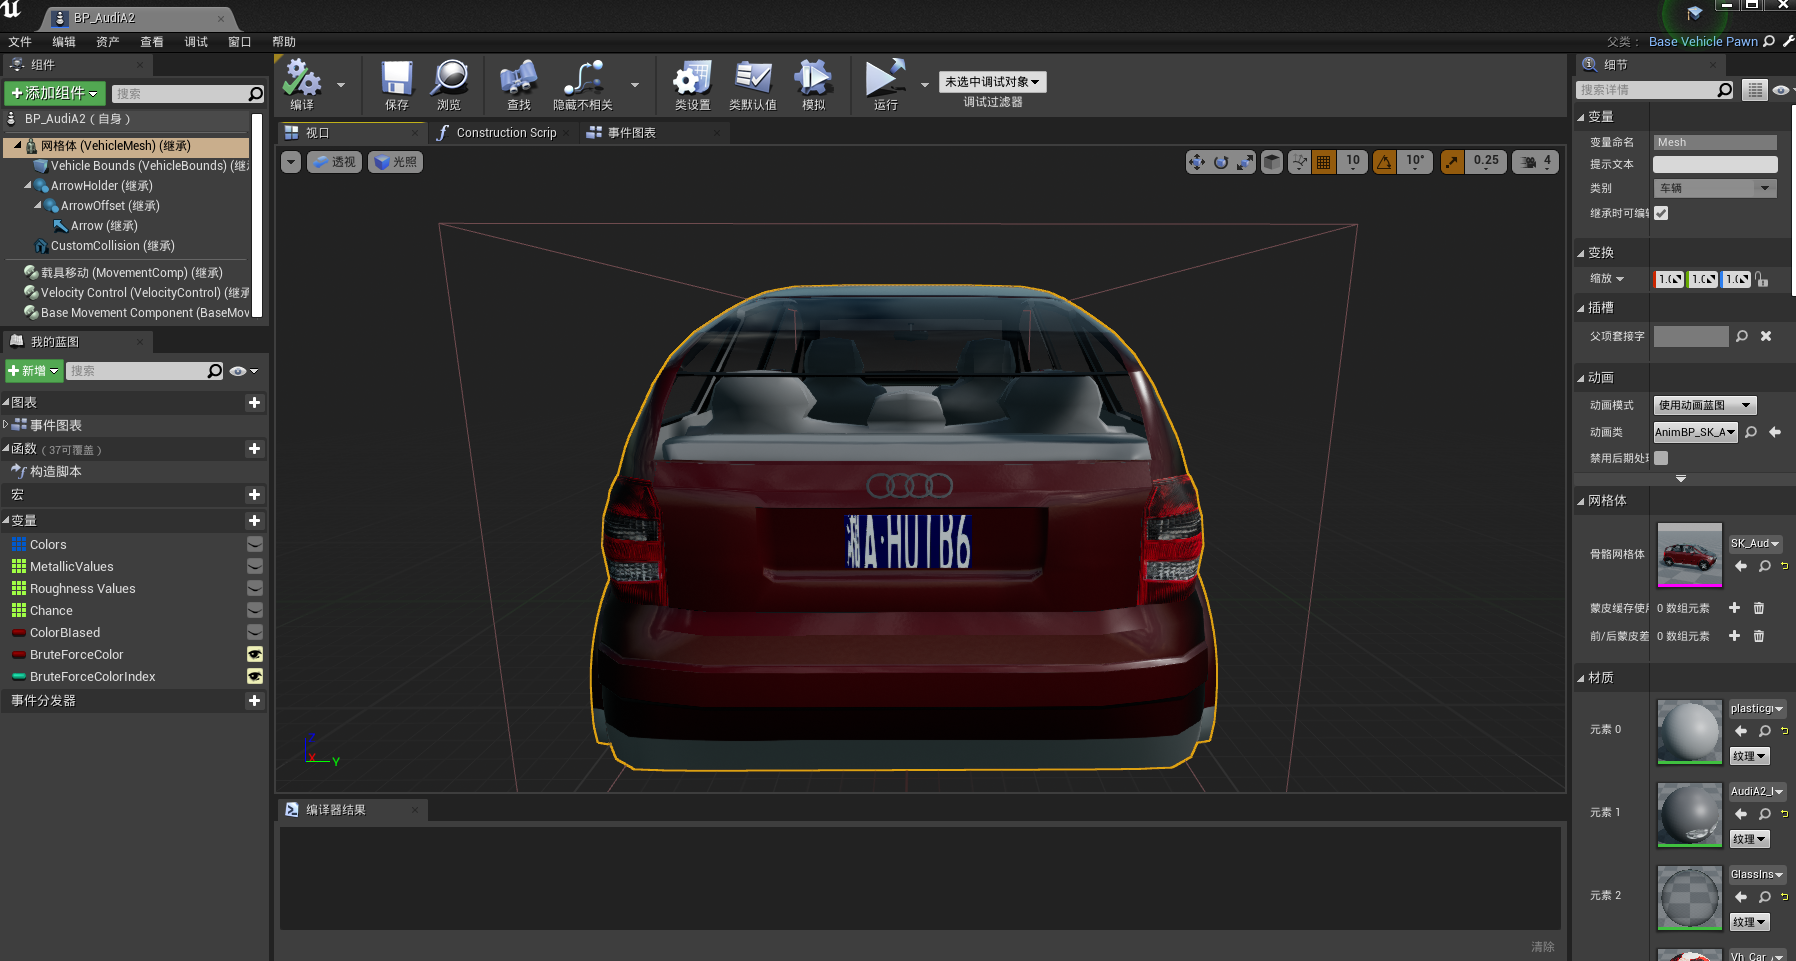 BP_AudiA2
文件 编辑 资产 查看 调试 窗口 帮助
父类： Base Vehicle Pawn
组件
+添加组件
搜索
BP_AudiA2（自身）
网格体 (VehicleMesh) (继承)
Vehicle Bounds (VehicleBounds) (继
ArrowHolder (继承)
ArrowOffset (继承)
Arrow (继承)
CustomCollision (继承)
载具移动 (MovementComp) (继承)
Velocity Control (VelocityControl) (继
Base Movement Component (BaseMov
我的蓝图
+新增
搜索
图表
事件图表
函数（37可覆盖）
构造脚本
宏
变量
Colors
MetallicValues
Roughness Values
Chance
ColorBIased
BruteForceColor
BruteForceColorIndex
事件分发器
编译
保存
浏览
查找
隐藏不相关
类设置
类默认值
模拟
运行
未选中调试对象
调试过滤器
视口
Construction Scrip
事件图表
透视
光照
10
10°
0.25
4
A·HUTB6
X
Y
Z
编译器结果
清除
细节
搜索详情
变量
变量命名 Mesh
提示文本
类别 车辆
继承时可编辑
变换
缩放 1.0 1.0 1.0
插槽
父项套接字
动画
动画模式 使用动画蓝图
动画类 AnimBP_SK_A
禁用后期处理
网格体
骨骼网格体 SK_Aud
蒙皮缓存使用 0 数组元素
前/后蒙皮差 0 数组元素
材质
元素 0 plasticgr
纹理
元素 1 AudiA2_I
纹理
元素 2 GlassIns
纹理
Vh_Car_